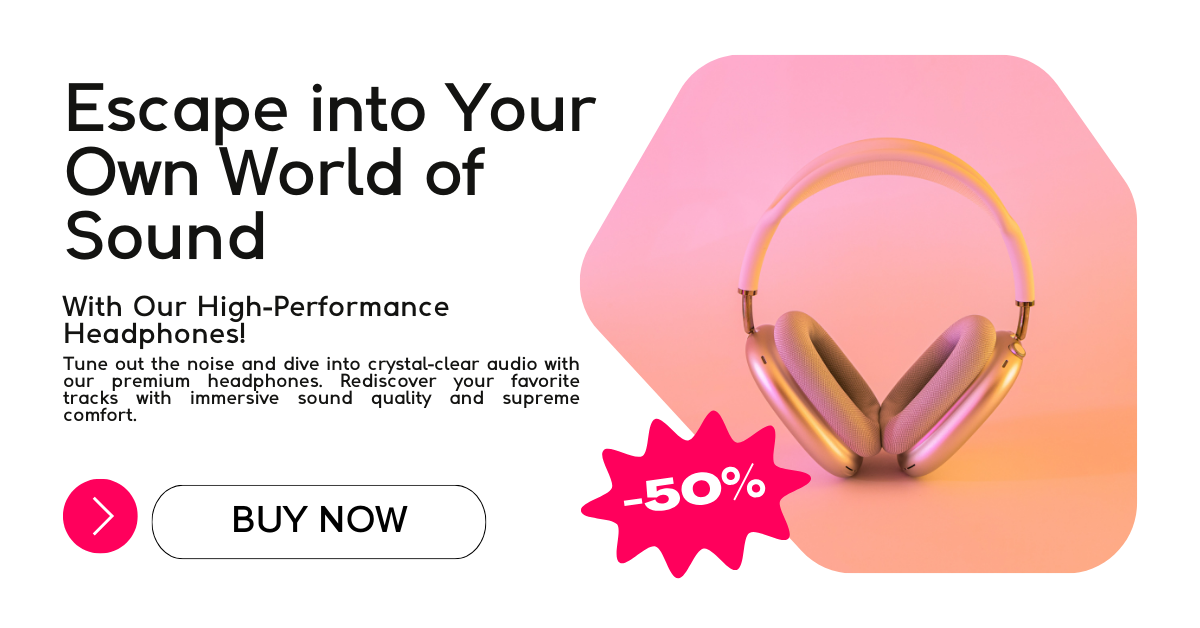 Escape into Your
Own World of
Sound
With Our High-Performance
Headphones!
Tune out the noise and dive into crystal-clear audio with
our premium headphones. Rediscover your favorite
tracks with immersive sound quality and supreme
comfort.
BUY NOW
-50%